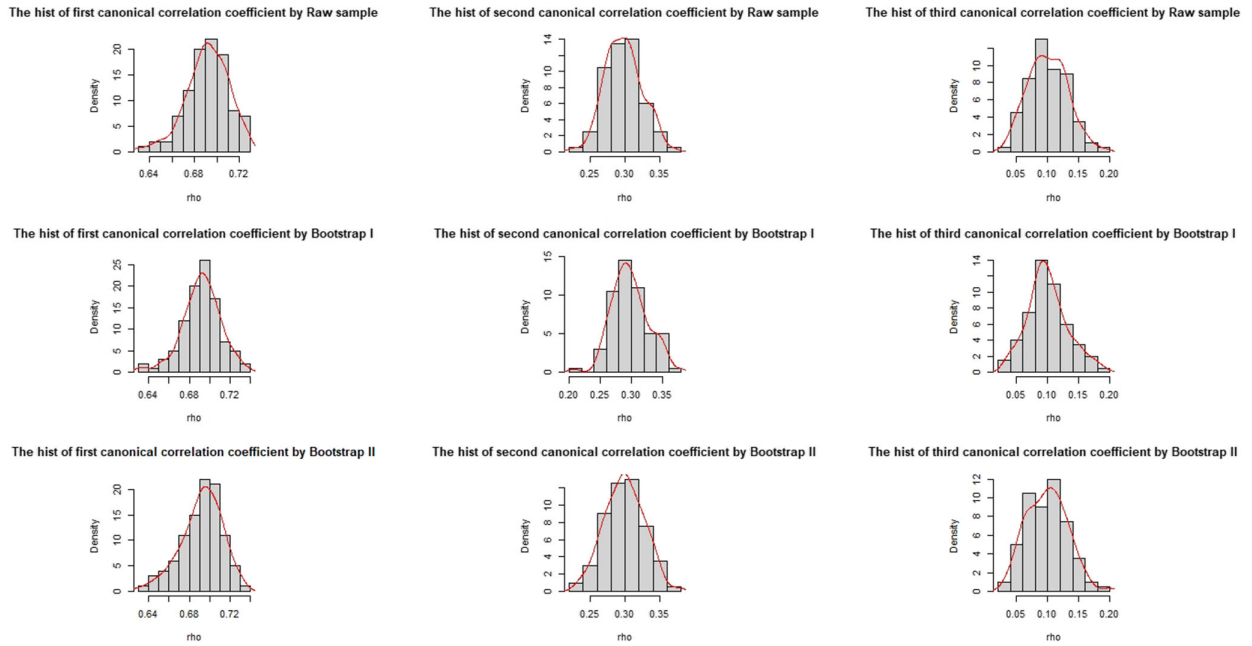 The hist of first canonical correlation coefficient by Raw sample
Density
0 5 10 15 20
0.64 0.68 0.72
rho
The hist of second canonical correlation coefficient by Raw sample
Density
0 2 4 6 8 10 14
0.25 0.30 0.35
rho
The hist of third canonical correlation coefficient by Raw sample
Density
0 2 4 6 8 10
0.05 0.10 0.15 0.20
rho
The hist of first canonical correlation coefficient by Bootstrap I
Density
0 5 10 15 20 25
0.64 0.68 0.72
rho
The hist of second canonical correlation coefficient by Bootstrap I
Density
0 5 10 15
0.20 0.25 0.30 0.35
rho
The hist of third canonical correlation coefficient by Bootstrap I
Density
0 2 4 6 8 10 14
0.05 0.10 0.15 0.20
rho
The hist of first canonical correlation coefficient by Bootstrap II
Density
0 5 10 15 20
0.64 0.68 0.72
rho
The hist of second canonical correlation coefficient by Bootstrap II
Density
0 2 4 6 8 10
0.25 0.30 0.35
rho
The hist of third canonical correlation coefficient by Bootstrap II
Density
0 2 4 6 8 10 12
0.05 0.10 0.15 0.20
rho